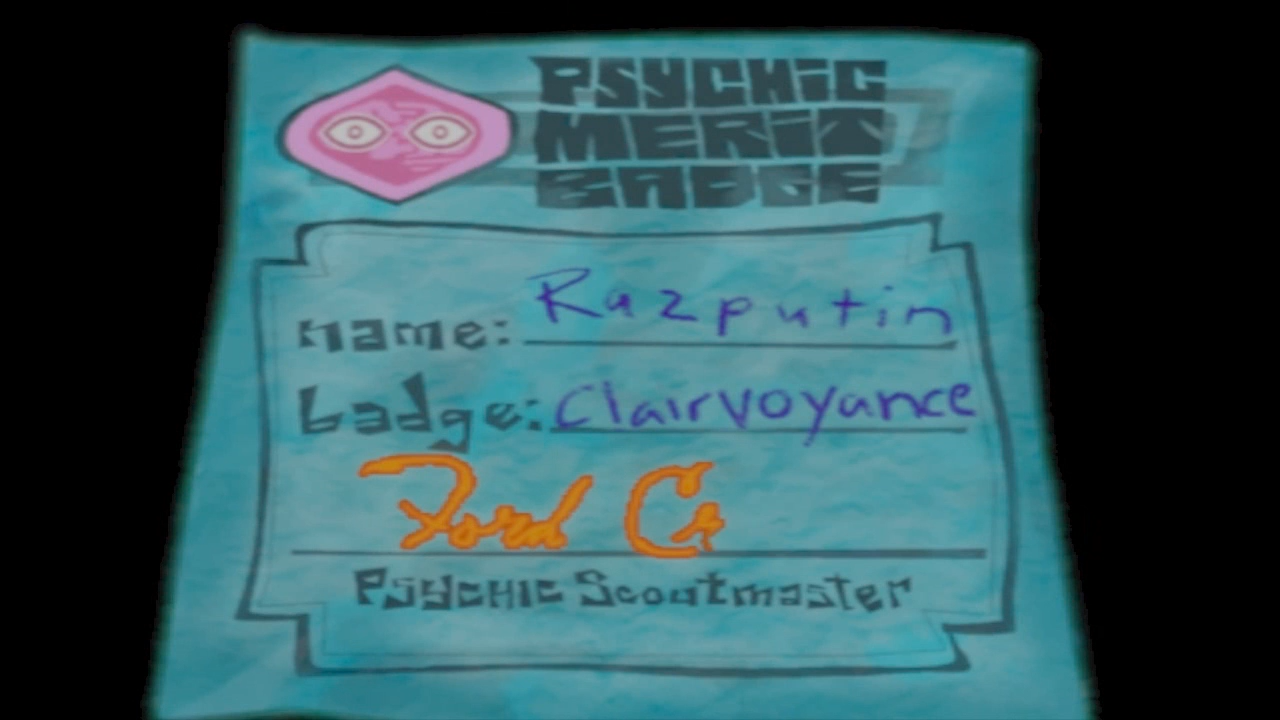 PSYCHIC
MERIT
BADGE
name: Razputin
badge: Clairvoyance
Ford Cr
Psychic Scoutmaster